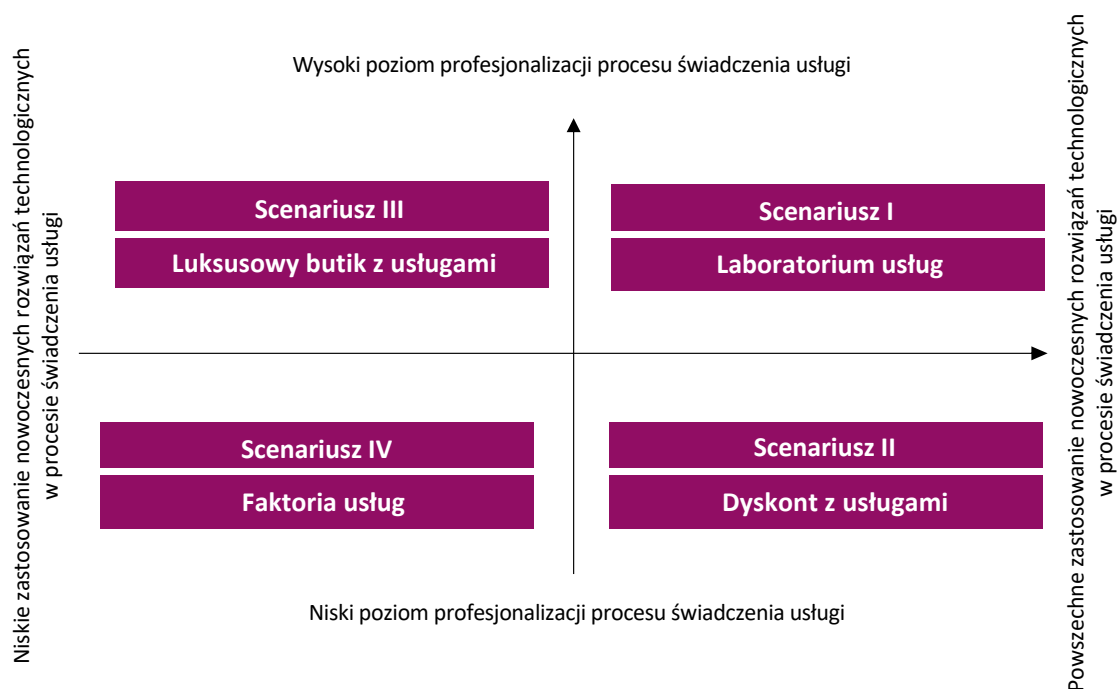 Wysoki poziom profesjonalizacji procesu świadczenia usługi
Niskie zastosowanie nowoczesnych rozwiązań technologicznych
w procesie świadczenia usługi
Scenariusz III
Luksusowy butik z usługami
Scenariusz I
Laboratorium usług
Scenariusz IV
Faktoria usług
Scenariusz II
Dyskont z usługami
Powszechne zastosowanie nowoczesnych rozwiązań technologicznych
w procesie świadczenia usługi
Niski poziom profesjonalizacji procesu świadczenia usługi